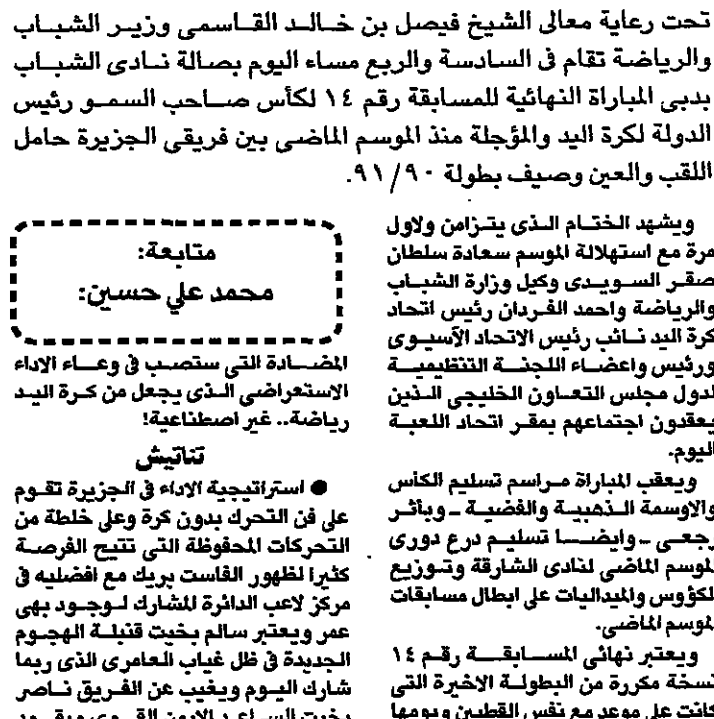 تحت رعاية معالى الشيخ فيصل بن خالد القاسمى وزير الشباب
والرياضة تقام فى السادسة والربع مساء اليوم بصالة نادى الشباب
بدبى المباراة النهائية للمسابقة رقم ١٤ لكأس صاحب السمو رئيس
الدولة لكرة اليد والمؤجلة منذ الموسم الماضى بين فريقى الجزيرة حامل
اللقب والعين وصيف بطولة ٩٠/ ٩١.
ويشهد الختام الذى يتزامن ولاول
مرة مع استهلالة الموسم سعادة سلطان
صقر السويدى وكيل وزارة الشباب
والرياضة واحمد الفردان رئيس اتحاد
كرة اليد نائب رئيس الاتحاد الآسيوى
ورئيس واعضاء اللجنة التنظيمية
لدول مجلس التعاون الخليجى الذين
يعقدون اجتماعهم بمقر اتحاد اللعبة
اليوم.
ويعقب المباراة مراسم تسليم الكأس
والاوسمة الذهبية والفضية ـ وبأثر
رجعى ـ وايضا تسليم درع دورى
الموسم الماضى لنادى الشارقة وتوزيع
الكؤوس والميداليات على ابطال مسابقات
الموسم الماضى.
ويعتبر نهائى المسابقة رقم ١٤
نسخة مكررة من البطولة الاخيرة التى
كانت على موعد مع نفس القطبين ويومها
متابعة:
محمد علي حسين:
المضادة التى ستصب فى وعاء الاداء
الاستعراضى الذى يجعل من كرة اليد
رياضة.. غير اصطناعية!
تناتيش
● استراتيجية الاداء فى الجزيرة تقوم
على فن التحرك بدون كرة وعلى خلطة من
التحركات المحفوظة التى تتيح الفرصة
كثيرا لظهور الفاست بريك مع افضليه فى
مركز لاعب الدائرة المشارك لوجود بهى
عمر ويعتبر سالم بخيت قنبلة الهجوم
الجديدة فى ظل غياب العامرى الذى ربما
شارك اليوم ويغيب عن الفريق ناصر
بخيت الساعد الايمن القوى